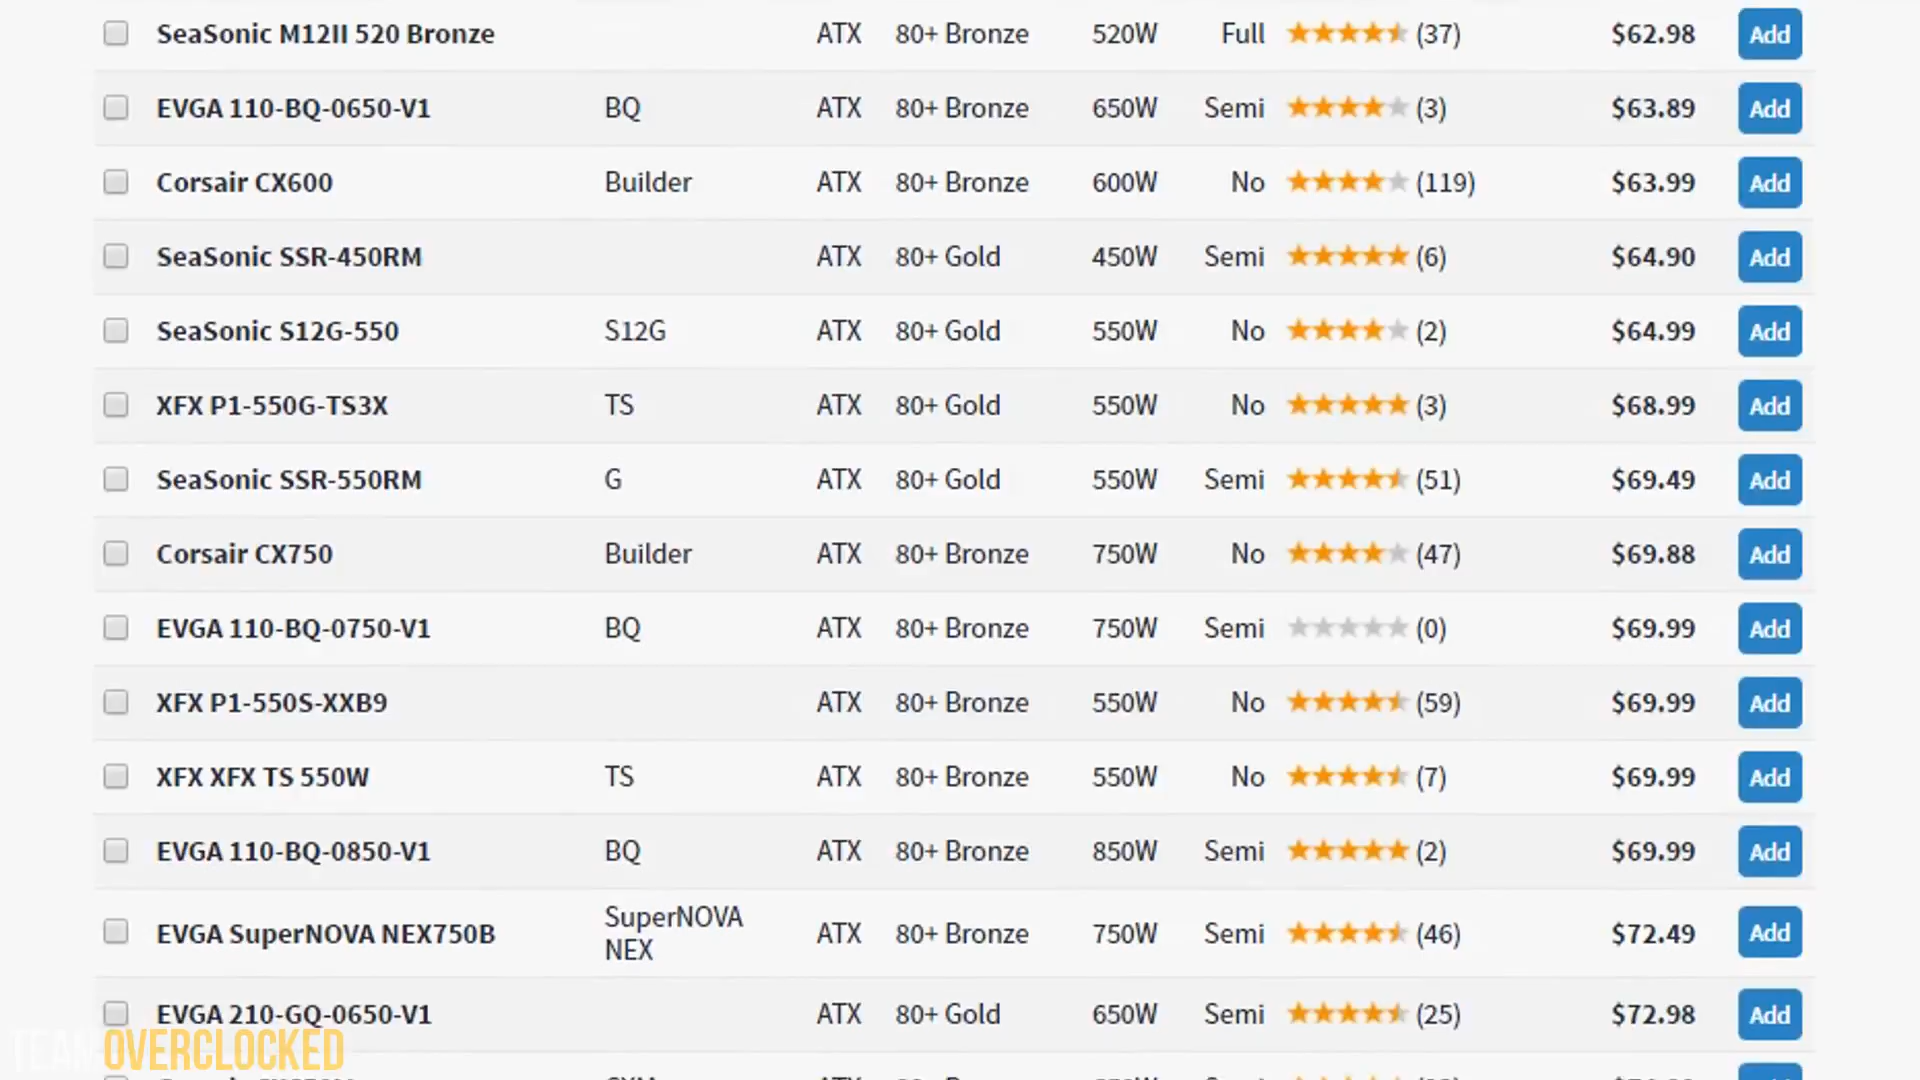 SeaSonic M12II 520 Bronze ATX 80+ Bronze 520W Full (37) $62.98 Add
EVGA 110-BQ-0650-V1 BQ ATX 80+ Bronze 650W Semi (3) $63.89 Add
Corsair CX600 Builder ATX 80+ Bronze 600W No (119) $63.99 Add
SeaSonic SSR-450RM ATX 80+ Gold 450W Semi (6) $64.90 Add
SeaSonic S12G-550 S12G ATX 80+ Gold 550W No (2) $64.99 Add
XFX P1-550G-TS3X TS ATX 80+ Gold 550W No (3) $68.99 Add
SeaSonic SSR-550RM G ATX 80+ Gold 550W Semi (51) $69.49 Add
Corsair CX750 Builder ATX 80+ Bronze 750W No (47) $69.88 Add
EVGA 110-BQ-0750-V1 BQ ATX 80+ Bronze 750W Semi (0) $69.99 Add
XFX P1-550S-XXB9 ATX 80+ Bronze 550W No (59) $69.99 Add
XFX XFX TS 550W TS ATX 80+ Bronze 550W No (7) $69.99 Add
EVGA 110-BQ-0850-V1 BQ ATX 80+ Bronze 850W Semi (2) $69.99 Add
EVGA SuperNOVA NEX750B SuperNOVA NEX ATX 80+ Bronze 750W Semi (46) $72.49 Add
EVGA 210-GQ-0650-V1 ATX 80+ Gold 650W Semi (25) $72.98 Add
TEAM OVERCLOCKED